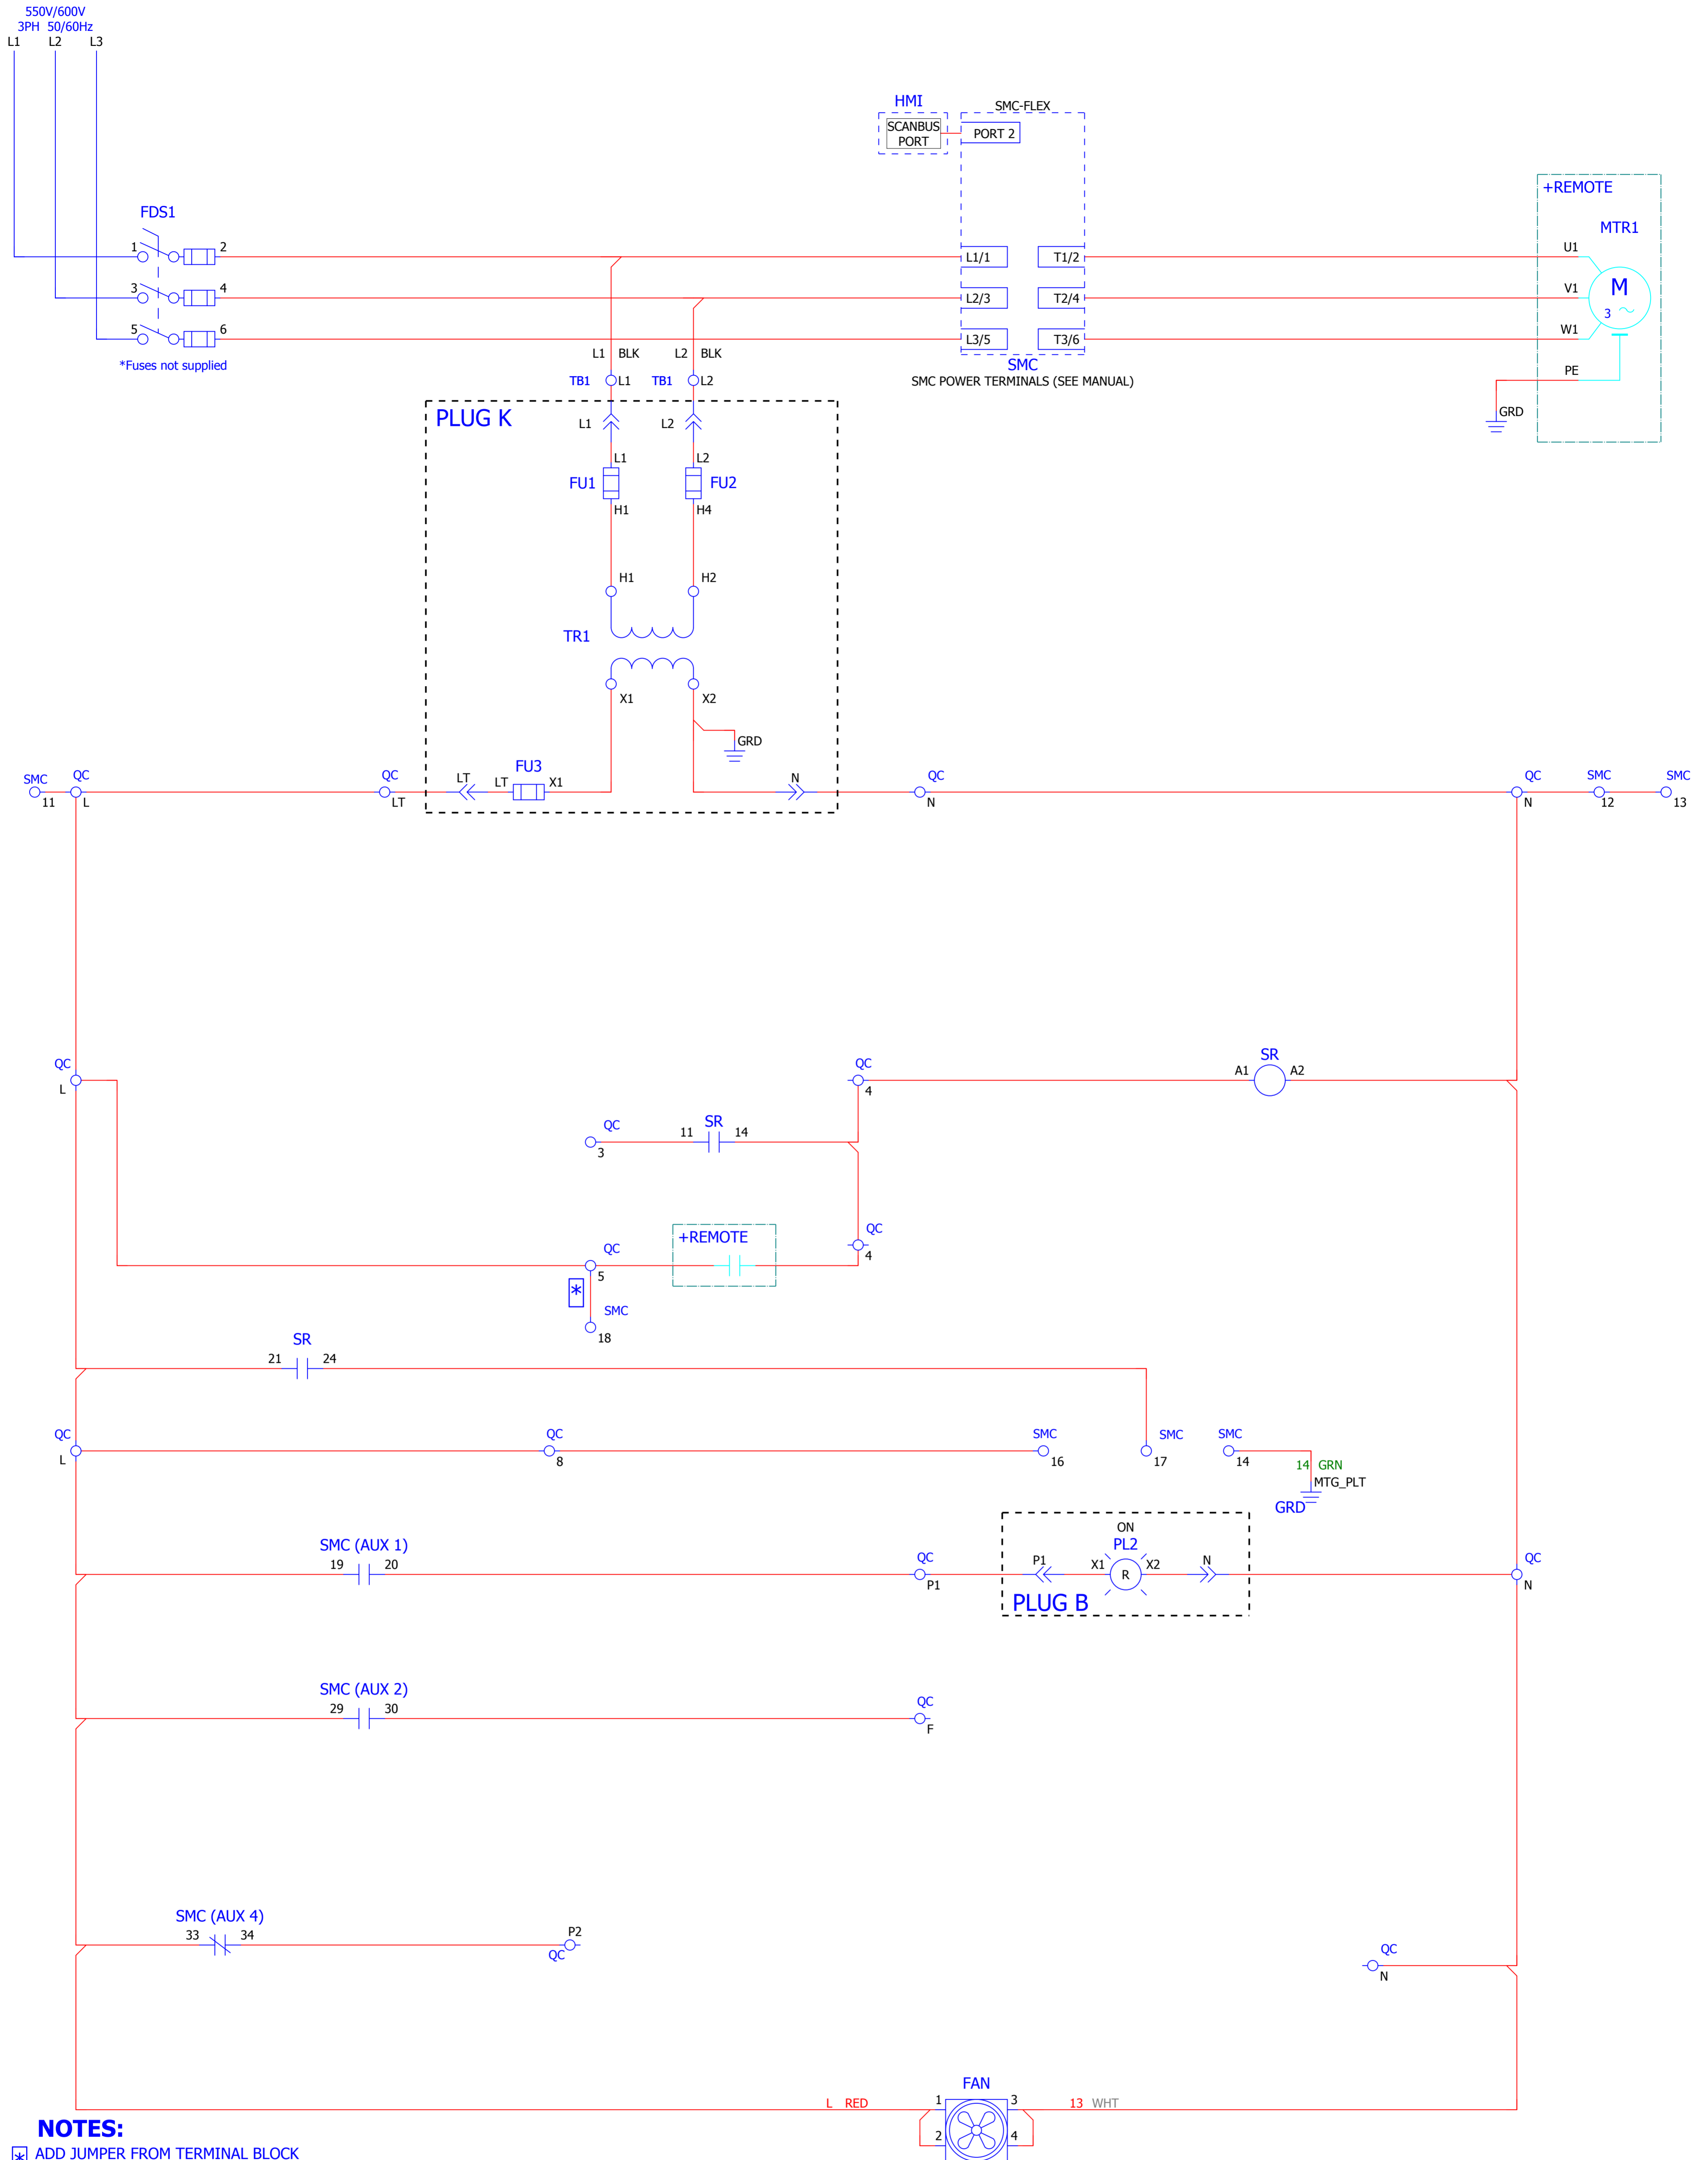 550V/600V
3PH 50/60Hz
L1 L2 L3
HMI
SMC-FLEX
SCANBUS
PORT
PORT 2
+REMOTE
FDS1
MTR1
1 2
L1/1 T1/2
U1
3 4
L2/3 T2/4
V1
M
3
5 6
L3/5 T3/6
W1
L1 BLK L2 BLK
*Fuses not supplied
SMC
SMC POWER TERMINALS (SEE MANUAL)
PE
TB1 L1 TB1 L2
GRD
PLUG K
L1 L2
L1 L2
FU1 FU2
H1 H4
H1 H2
TR1
X1 X2
GRD
SMC QC QC
LT LT FU3 X1
N
QC QC SMC SMC
11 L LT
N N 12 13
QC QC
SR
A1 A2
L 4
QC
SR
11 14
3
+REMOTE
QC QC
5 4
*
SMC
18
SR
21 24
QC QC SMC SMC SMC
L 8 16 17 14
14 GRN
MTG_PLT
GRD
ON
SMC (AUX 1)
PL2
19 20
QC
P1
X1 R X2
N
QC
P1 N
PLUG B
SMC (AUX 2)
29 30
QC
F
SMC (AUX 4)
33 34
P2
QC
QC
N
FAN
L RED 1 3 13 WHT
2 4
NOTES:
* ADD JUMPER FROM TERMINAL BLOCK